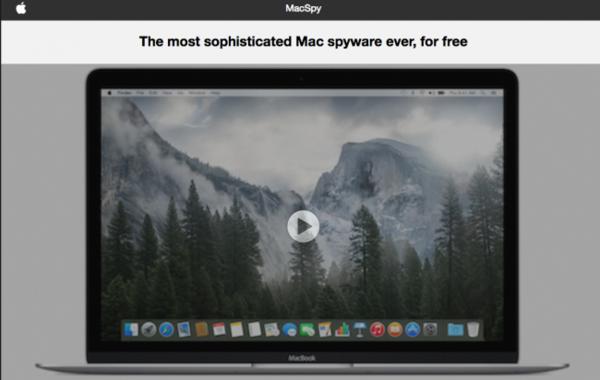 MacSpy
The most sophisticated Mac spyware ever, for free
Finder File Edit View Go Window Help
MacBook